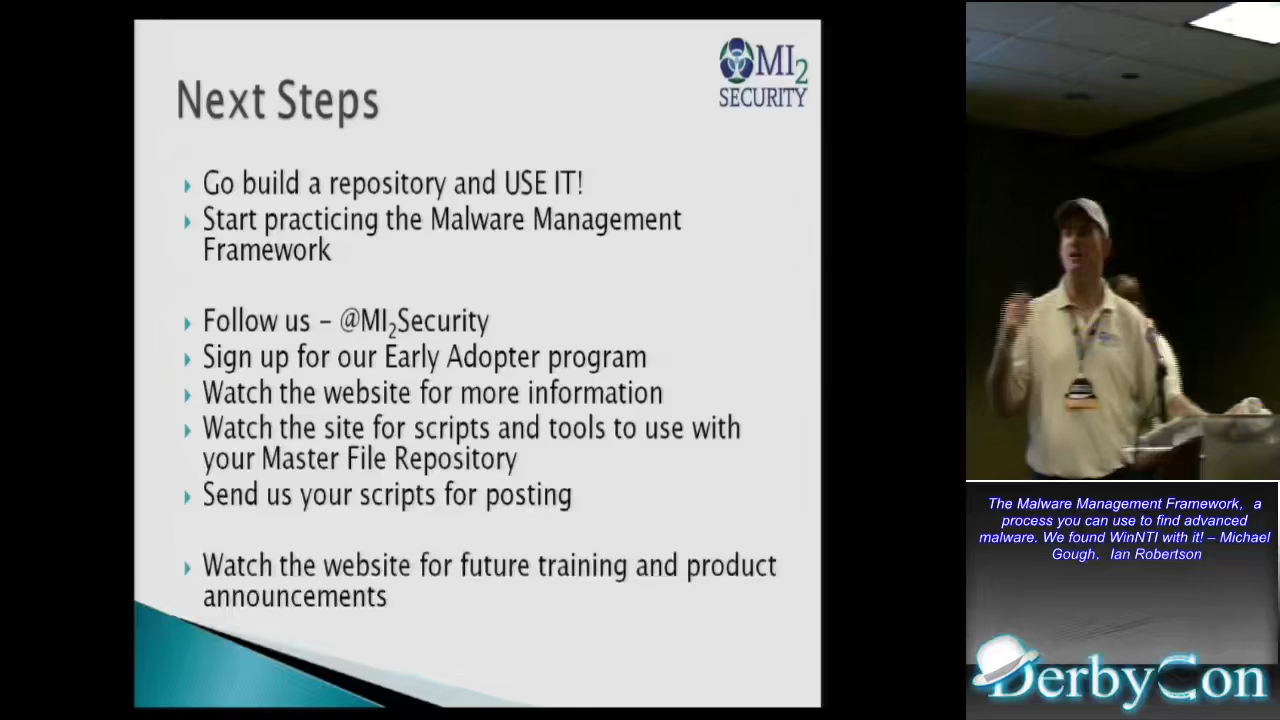 MI2
SECURITY
Next Steps
Go build a repository and USE IT!
Start practicing the Malware Management
Framework
Follow us – @MI2Security
Sign up for our Early Adopter program
Watch the website for more information
Watch the site for scripts and tools to use with
your Master File Repository
Send us your scripts for posting
Watch the website for future training and product
announcements
The Malware Management Framework, a
process you can use to find advanced
malware. We found WinNTI with it! – Michael
Gough, Ian Robertson
DerbyCon